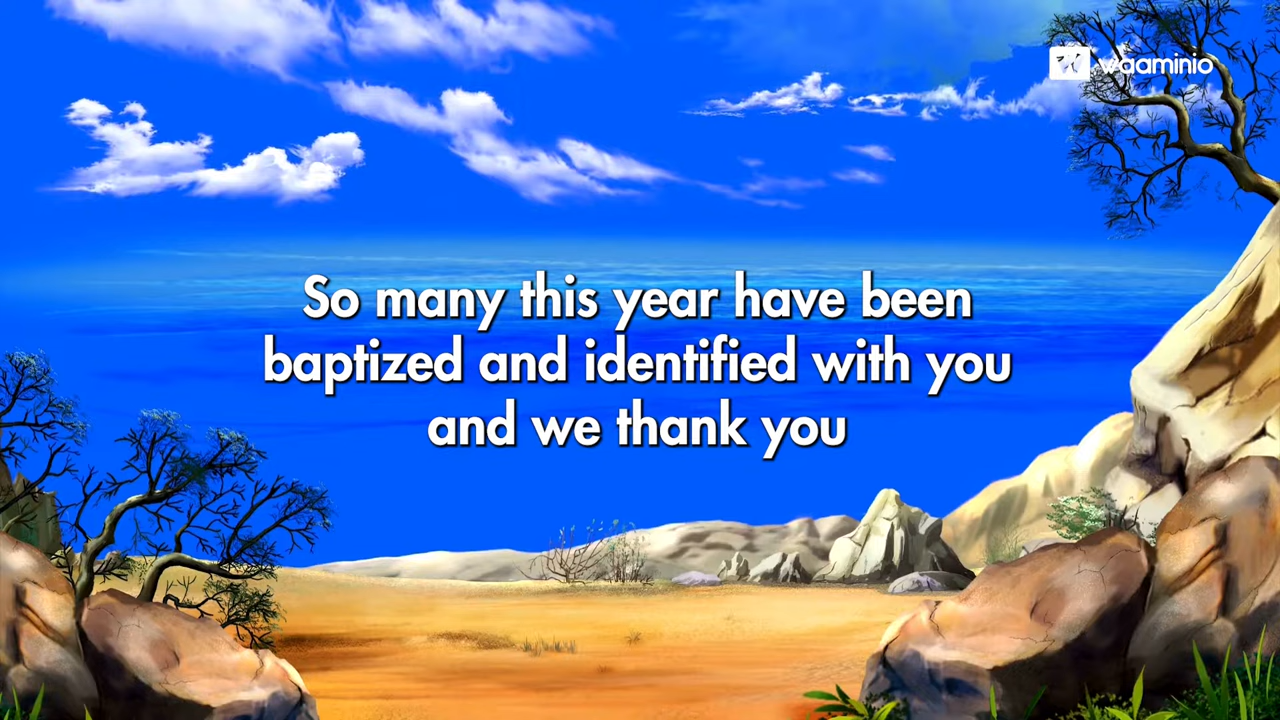 waaminio
So many this year have been
baptized and identified with you
and we thank you